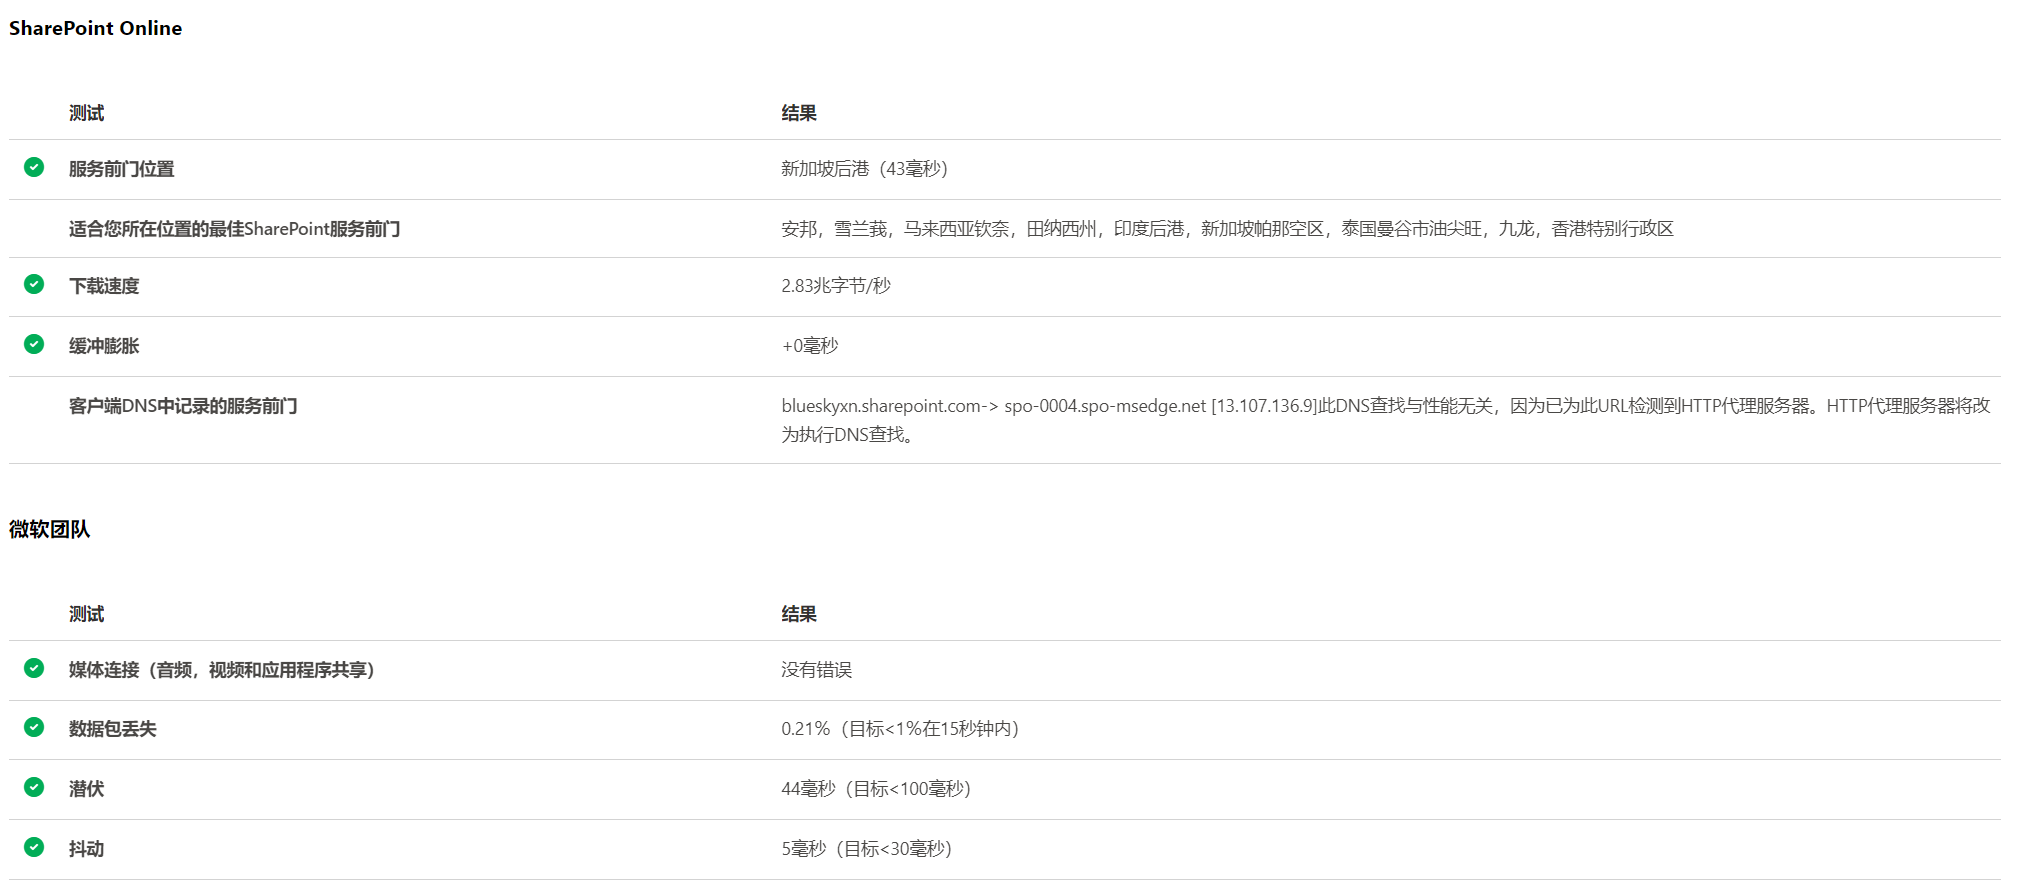 SharePoint Online
测试 结果
服务前门位置 新加坡后港（43毫秒）
适合您所在位置的最佳SharePoint服务前门 安邦，雪兰莪，马来西亚钦奈，田纳西州，印度后港，新加坡帕那空区，泰国曼谷市油尖旺，九龙，香港特别行政区
下载速度 2.83兆字节/秒
缓冲膨胀 +0毫秒
客户端DNS中记录的服务前门 blueskyxn.sharepoint.com-> spo-0004.spo-msedge.net [13.107.136.9]此DNS查找与性能无关，因为已为此URL检测到HTTP代理服务器。HTTP代理服务器将改
为执行DNS查找。
微软团队
测试 结果
媒体连接（音频，视频和应用程序共享） 没有错误
数据包丢失 0.21％（目标<1％在15秒钟内）
潜伏 44毫秒（目标<100毫秒）
抖动 5毫秒（目标<30毫秒）